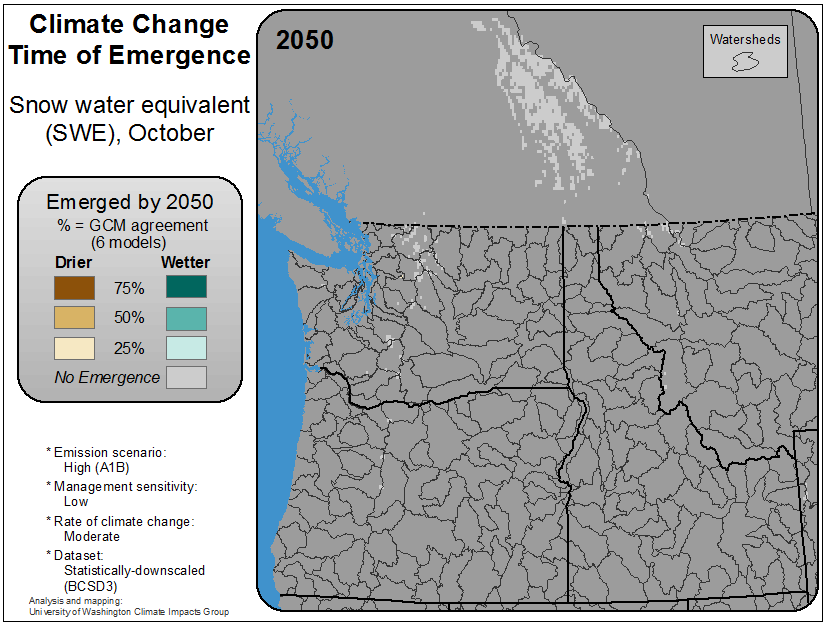 Climate Change
Time of Emergence
Snow water equivalent
(SWE), October
Emerged by 2050
% = GCM agreement
(6 models)
Drier Wetter
75%
50%
25%
No Emergence
* Emission scenario:
High (A1B)
* Management sensitivity:
Low
* Rate of climate change:
Moderate
* Dataset:
Statistically-downscaled
(BCSD3)
Analysis and mapping:
University of Washington Climate Impacts Group
2050
Watersheds